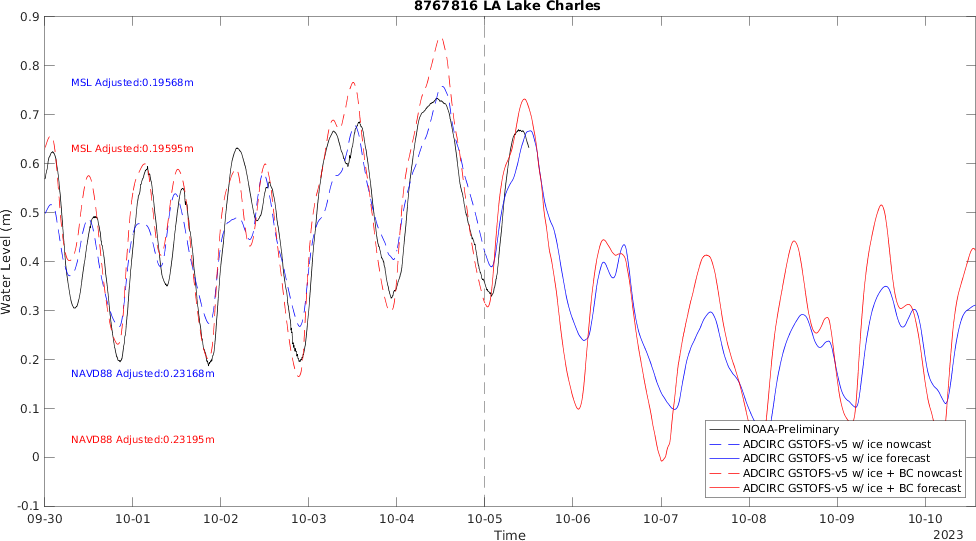 8767816 LA Lake Charles
Water Level (m)
0.9
0.8
0.7
0.6
0.5
0.4
0.3
0.2
0.1
0
-0.1
MSL Adjusted:0.19568m
MSL Adjusted:0.19595m
NAVD88 Adjusted:0.23168m
NAVD88 Adjusted:0.23195m
NOAA-Preliminary
ADCIRC GSTOFS-v5 w/ ice nowcast
ADCIRC GSTOFS-v5 w/ ice forecast
ADCIRC GSTOFS-v5 w/ ice + BC nowcast
ADCIRC GSTOFS-v5 w/ ice + BC forecast
09-30 10-01 10-02 10-03 10-04 10-05 10-06 10-07 10-08 10-09 10-10
Time
2023